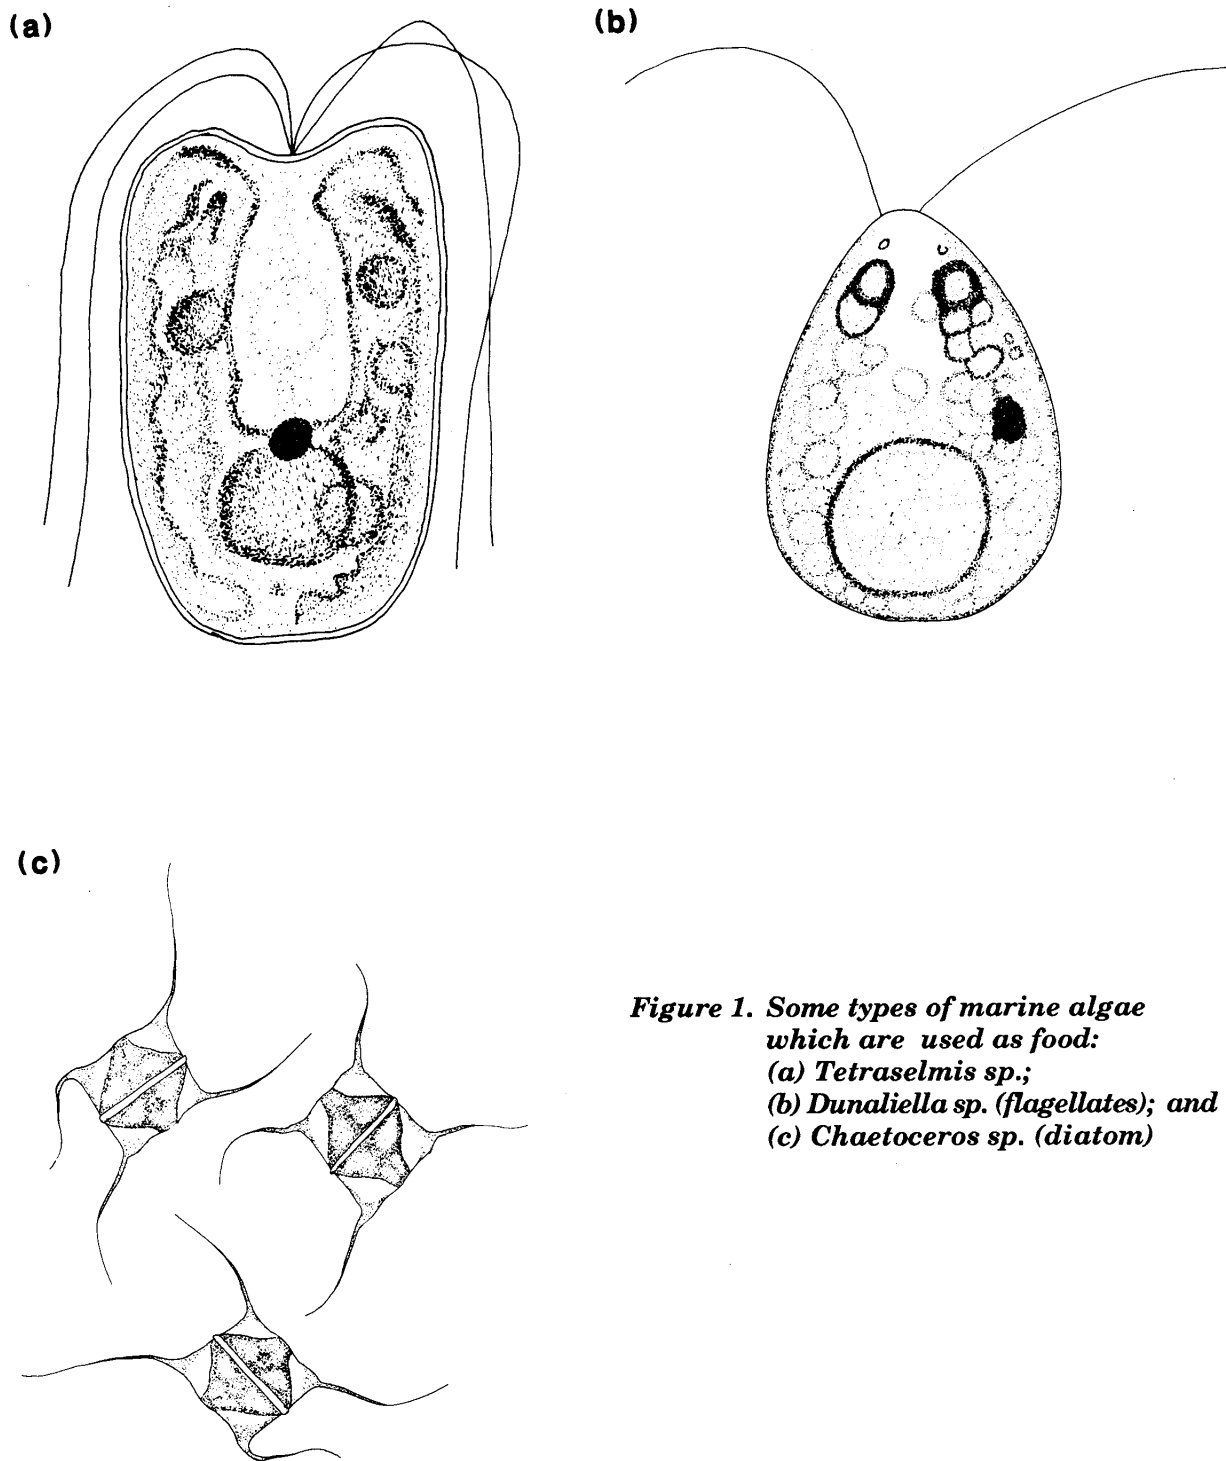 (a)
(b)
(c)
Figure 1. Some types of marine algae
which are used as food:
(a) Tetraselmis sp.;
(b) Dunaliella sp. (flagellates); and
(c) Chaetoceros sp. (diatom)